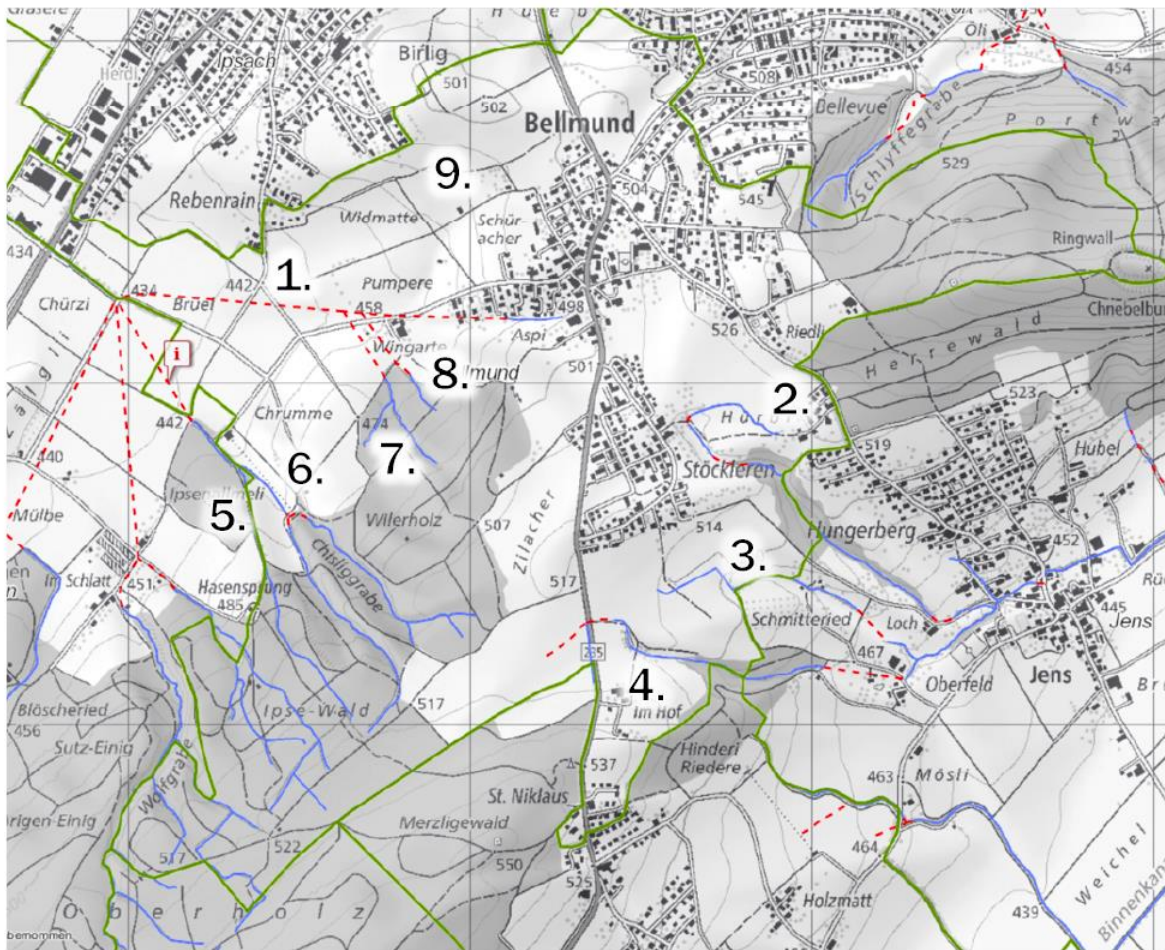 Ipsach
Birlig
501
502
508
Öli
454
Bellevue
Schlyffegrabe
529
Bellmund
504
545
9.
Rebenrain
Widmatte
Schür-
acher
Ringwall
434
442
1.
Pumpere
Chürzi
434
Brüel
458
498
Aspi
526
Riedli
Chnebelbu
Herrewald
i
Wingarte
8.
501
523
442
Chrumme
474
7.
2.
519
Hubel
440
6.
Stöckleren
Mülbe
5.
Wilerholz
507
514
Hungerberg
Chisliggrabe
Zilacher
452
Im Schlatt
451
Hasensprung
485
517
3.
Schmitteried
Loch
445
Jens
467
235
Oberfeld
Jens
4.
Im Hof
Blöscheried
456
Ipse-Wald
517
Sutz-Einig
Wolfgrabe
Hinderi
Riedere
537
463
Mösli
St. Niklaus
Merzligewald
522
517
550
525
464
Weichel
Holzmatt
439
Binnenkan
Oberholz